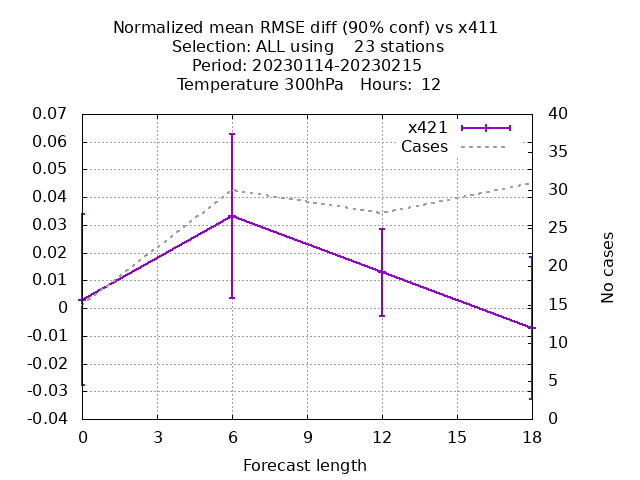 Normalized mean RMSE diff (90% conf) vs x411
Selection: ALL using    23 stations
Period: 20230114-20230215
Temperature 300hPa   Hours:  12
x421
Cases
0.07
0.06
0.05
0.04
0.03
0.02
0.01
0
-0.01
-0.02
-0.03
-0.04
40
35
30
25
20
15
10
5
0
No cases
0 3 6 9 12 15 18
Forecast length